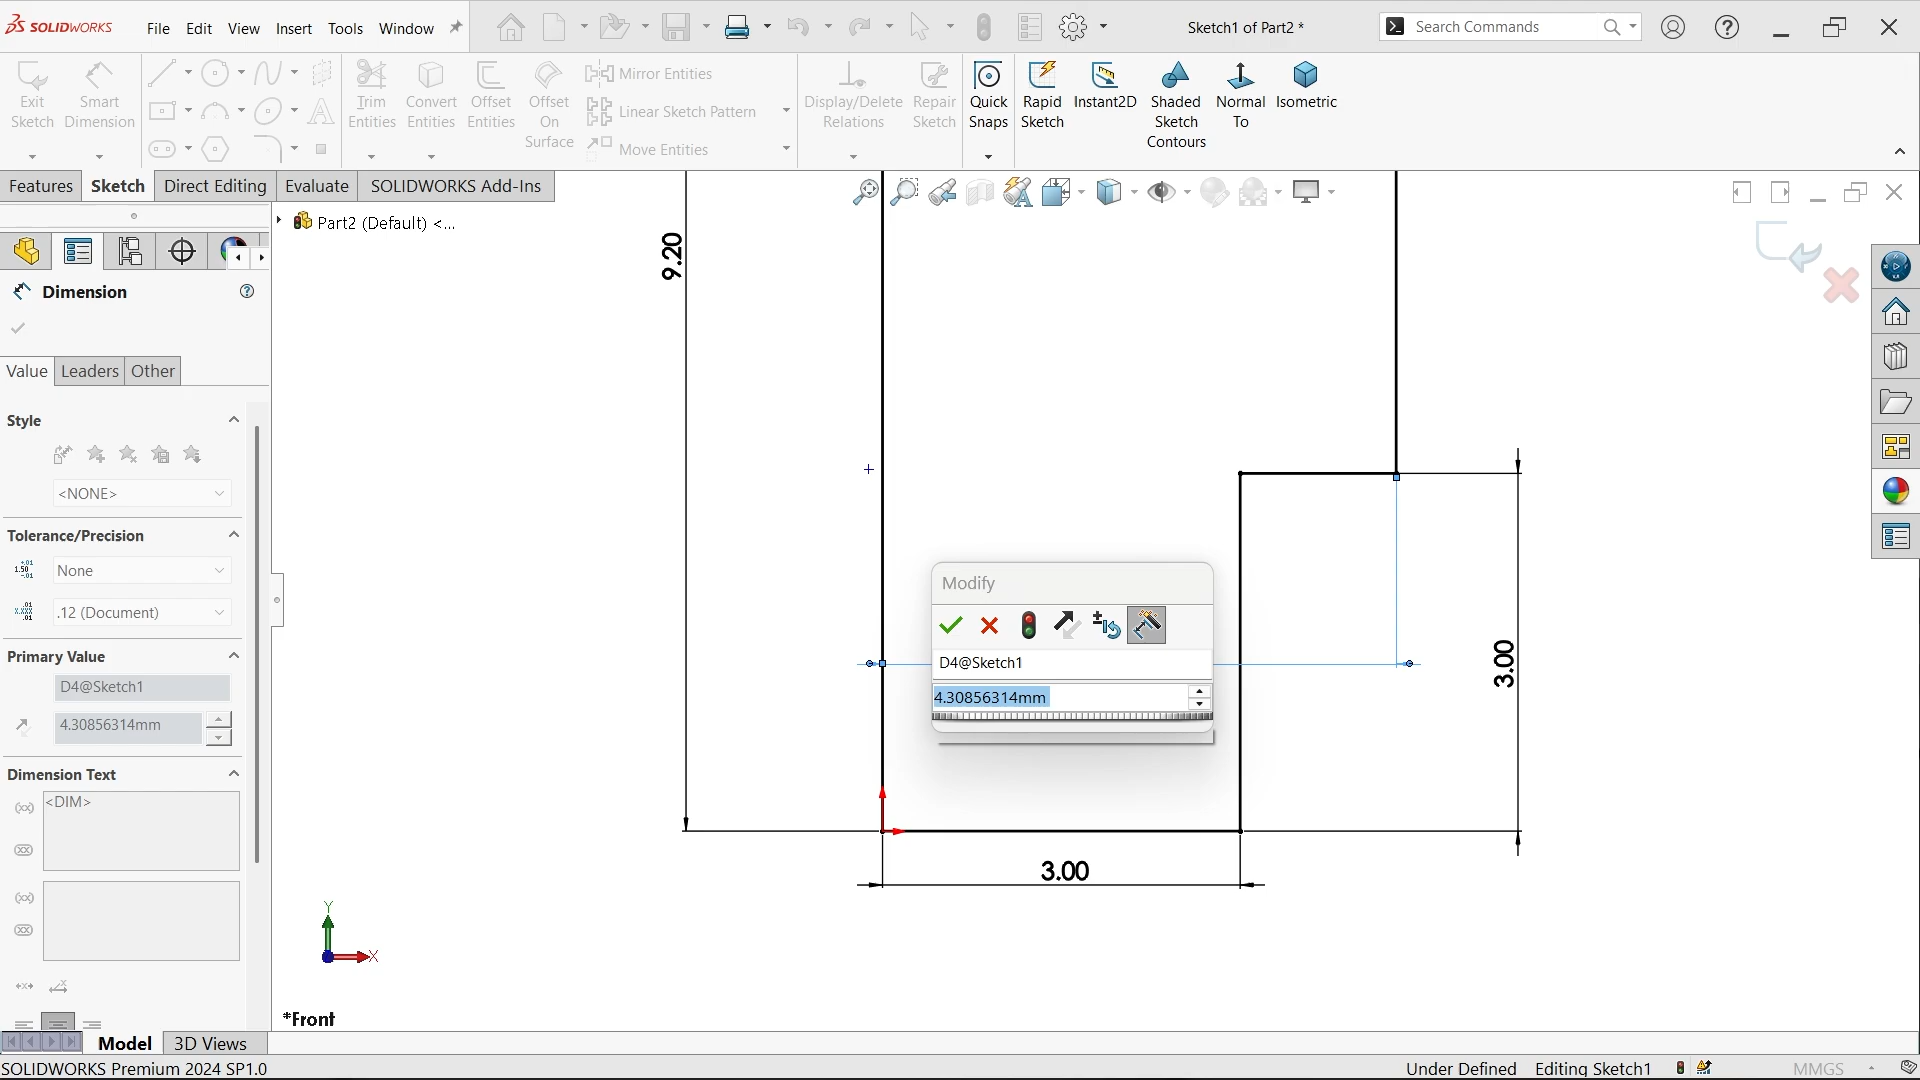 SOLIDWORKS
File Edit View Insert Tools Window
Sketch1 of Part2 *
Search Commands
Exit Sketch
Smart Dimension
Trim Entities
Convert Entities
Offset Entities
Offset On Surface
Mirror Entities
Linear Sketch Pattern
Move Entities
Display/Delete Relations
Repair Sketch
Quick Snaps
Rapid Sketch
Instant2D
Shaded Sketch Contours
Normal To
Isometric
Features Sketch Direct Editing Evaluate SOLIDWORKS Add-Ins
Part2 (Default) <...
Dimension
Value Leaders Other
Style
<NONE>
Tolerance/Precision
None
.12 (Document)
Primary Value
D4@Sketch1
4.30856314mm
Dimension Text
<DIM>
9.20
Modify
D4@Sketch1
4.30856314mm
3.00
3.00
Y
X
*Front
Model 3D Views
SOLIDWORKS Premium 2024 SP1.0
Under Defined Editing Sketch1 MMGS